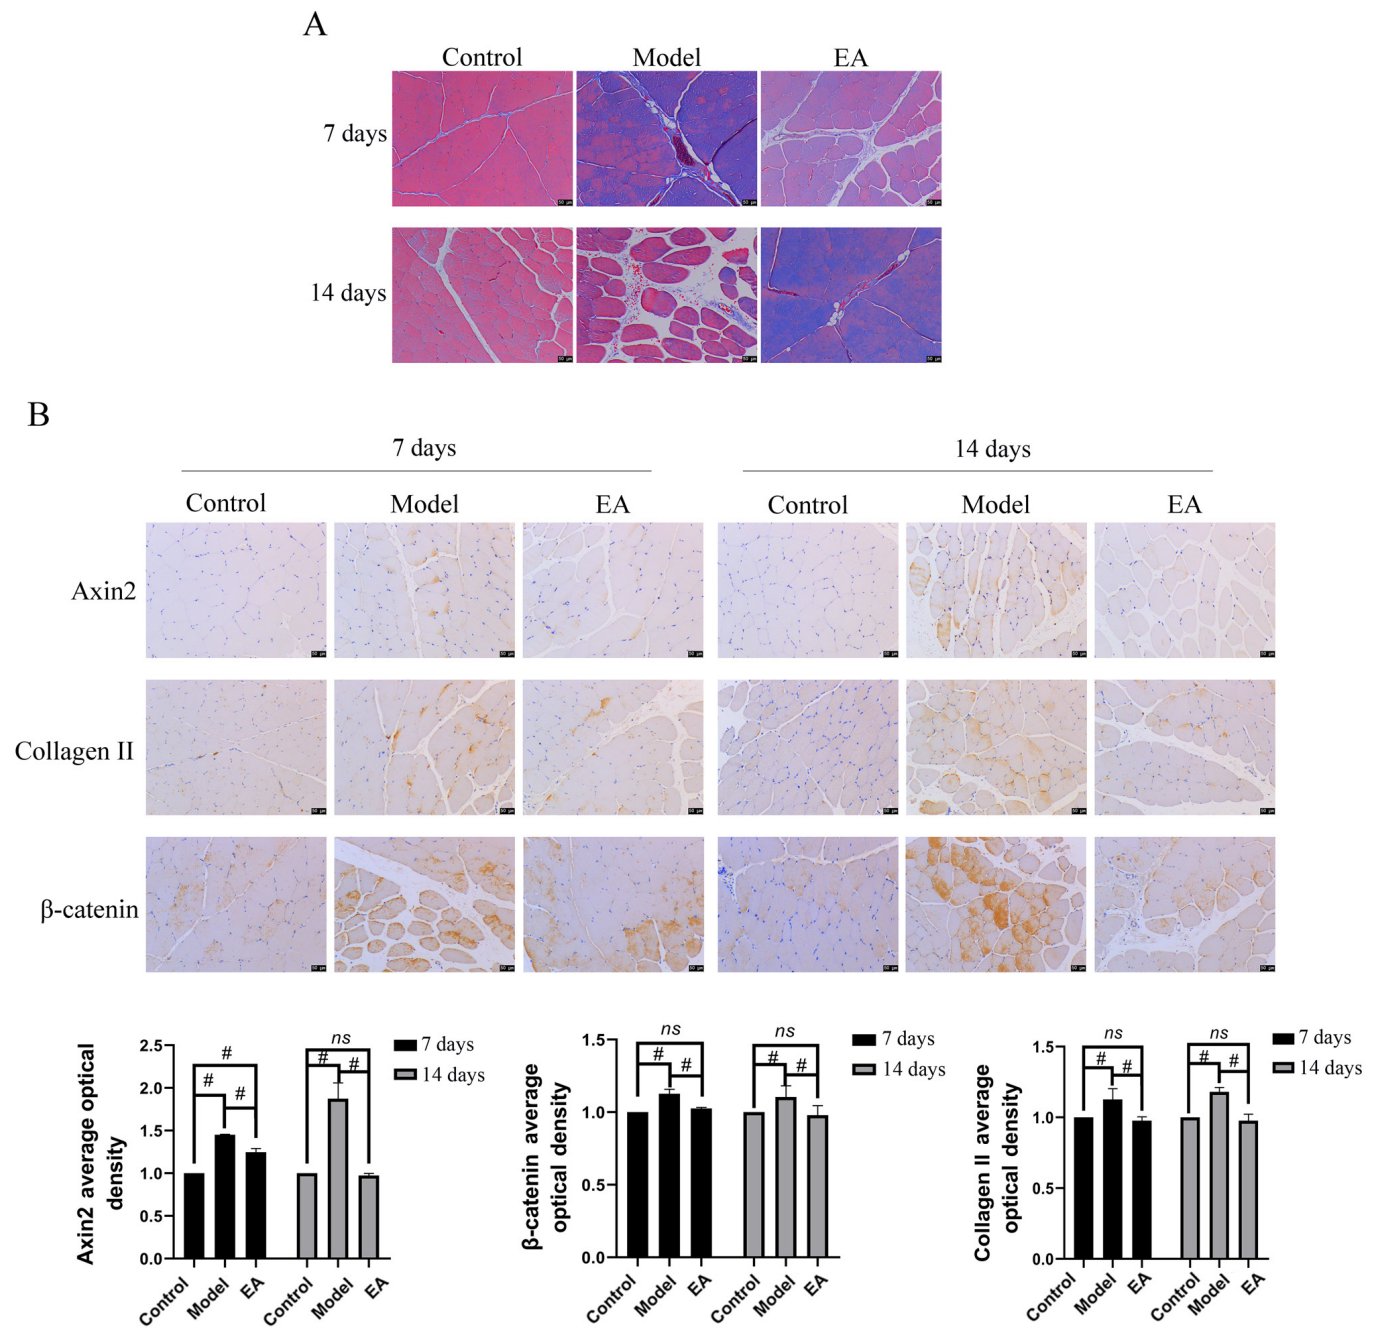 A
Control Model EA
7 days
14 days
B
7 days 14 days
Control Model EA Control Model EA
Axin2
Collagen II
β-catenin
50 μm
Axin2 average optical
density
2.5
2.0
1.5
1.0
0.5
0.0
# # # # ns #
7 days
14 days
Control Model EA Control Model EA
β-catenin average
optical density
1.5
1.0
0.5
0.0
ns # # ns # #
7 days
14 days
Control Model EA Control Model EA
Collagen II average
optical density
1.5
1.0
0.5
0.0
ns # # ns # #
7 days
14 days
Control Model EA Control Model EA